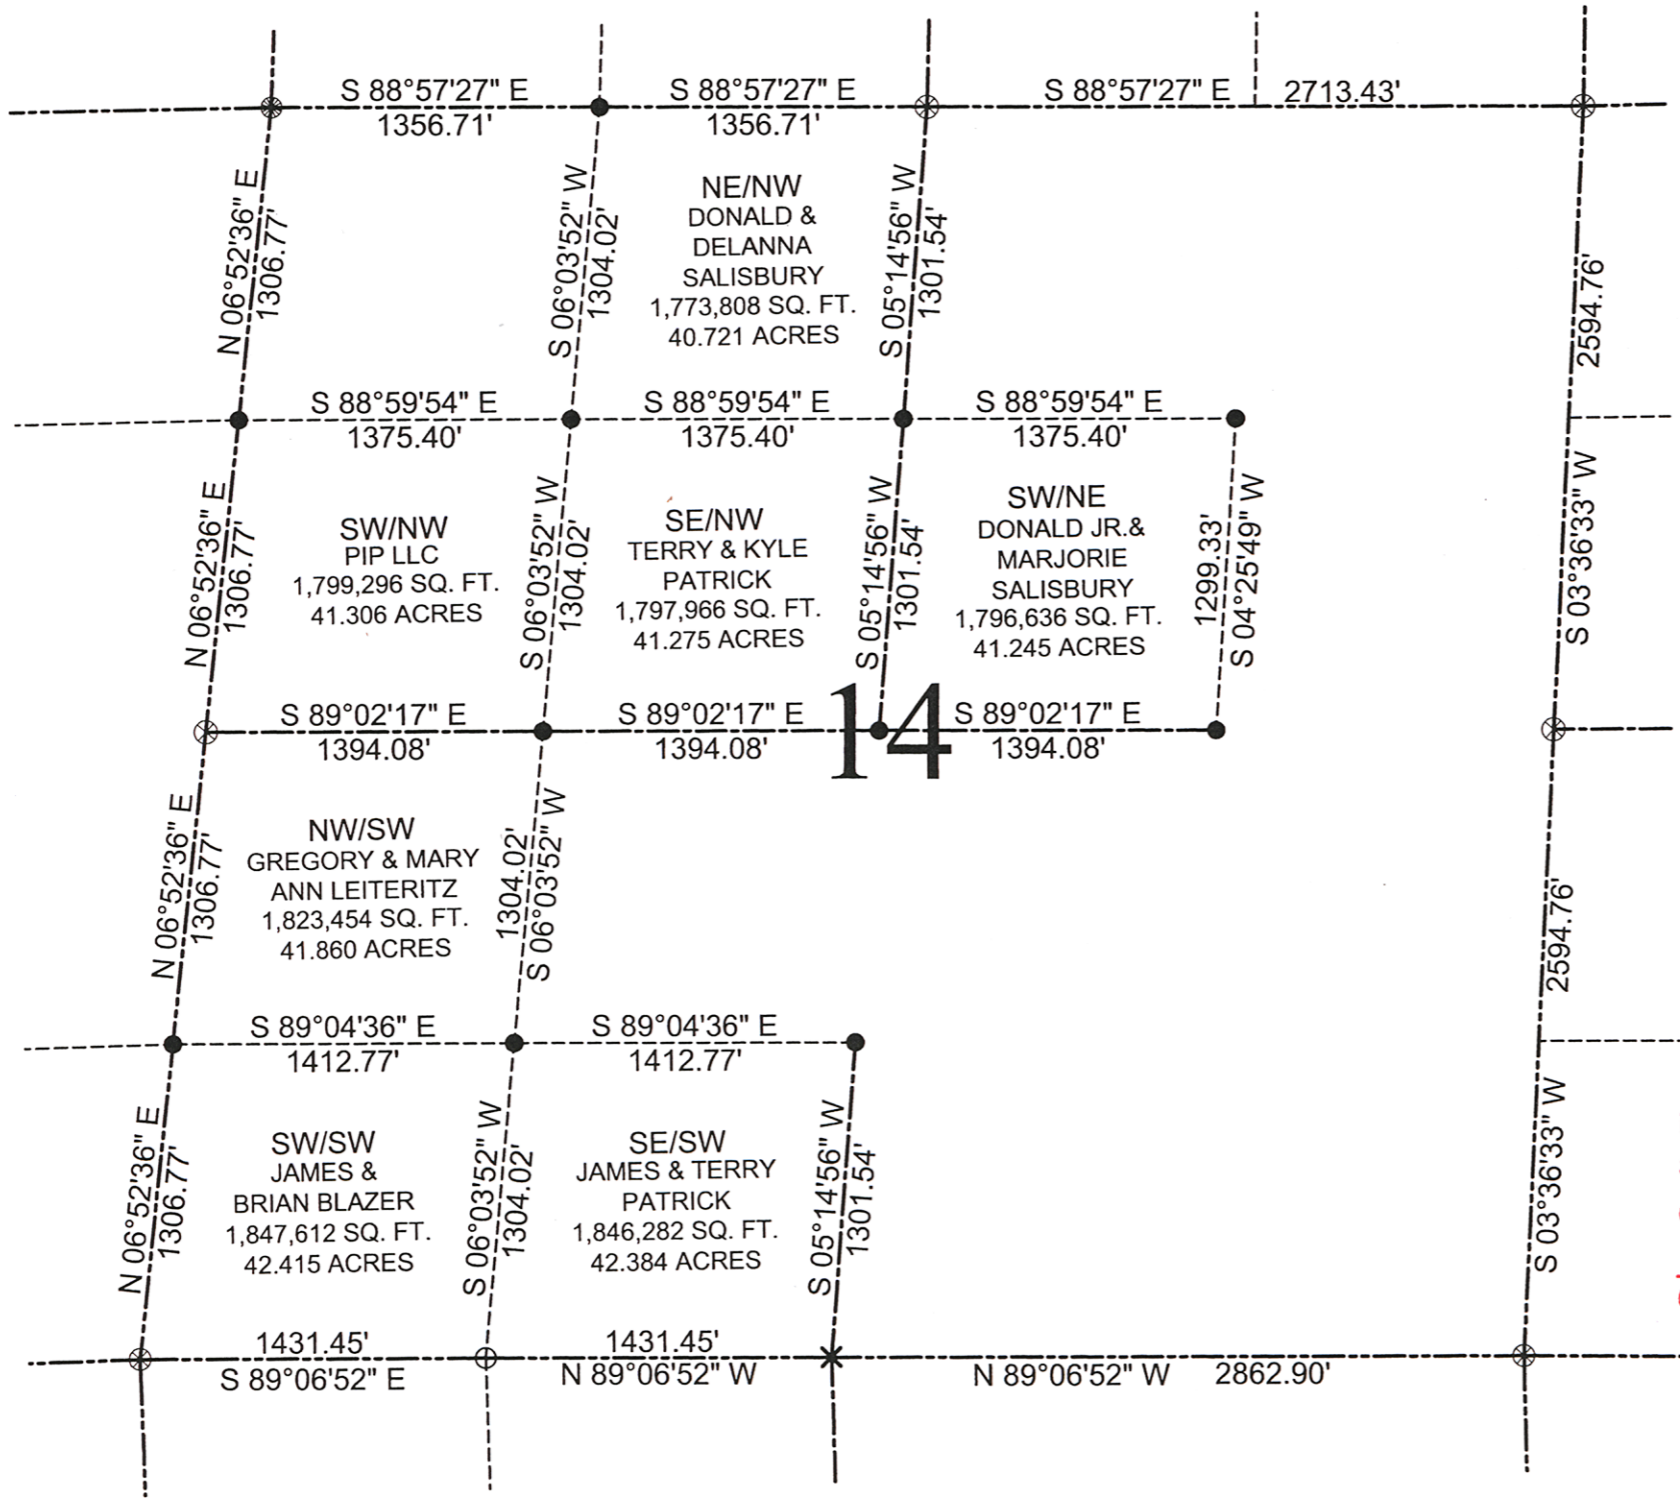 S 88°57'27" E
1356.71'
S 88°57'27" E
1356.71'
S 88°57'27" E
2713.43'
N 06°52'36" E
1306.77'
S 06°03'52" W
1304.02'
NE/NW
DONALD &
DELANNA
SALISBURY
1,773,808 SQ. FT.
40.721 ACRES
S 05°14'56" W
1301.54'
2594.76'
S 88°59'54" E
1375.40'
S 88°59'54" E
1375.40'
S 88°59'54" E
1375.40'
N 06°52'36" E
1306.77'
SW/NW
PIP LLC
1,799,296 SQ. FT.
41.306 ACRES
S 06°03'52" W
1304.02'
SE/NW
TERRY & KYLE
PATRICK
1,797,966 SQ. FT.
41.275 ACRES
S 05°14'56" W
1301.54'
SW/NE
DONALD JR.&
MARJORIE
SALISBURY
1,796,636 SQ. FT.
41.245 ACRES
1299.33'
S 04°25'49" W
S 03°36'33" W
S 89°02'17" E
1394.08'
S 89°02'17" E
1394.08'
14
S 89°02'17" E
1394.08'
N 06°52'36" E
1306.77'
NW/SW
GREGORY & MARY
ANN LEITERITZ
1,823,454 SQ. FT.
41.860 ACRES
1304.02'
S 06°03'52" W
2594.76'
S 89°04'36" E
1412.77'
S 89°04'36" E
1412.77'
N 06°52'36" E
1306.77'
SW/SW
JAMES &
BRIAN BLAZER
1,847,612 SQ. FT.
42.415 ACRES
S 06°03'52" W
1304.02'
SE/SW
JAMES & TERRY
PATRICK
1,846,282 SQ. FT.
42.384 ACRES
S 05°14'56" W
1301.54'
S 03°36'33" W
1431.45'
S 89°06'52" E
1431.45'
N 89°06'52" W
N 89°06'52" W
2862.90'